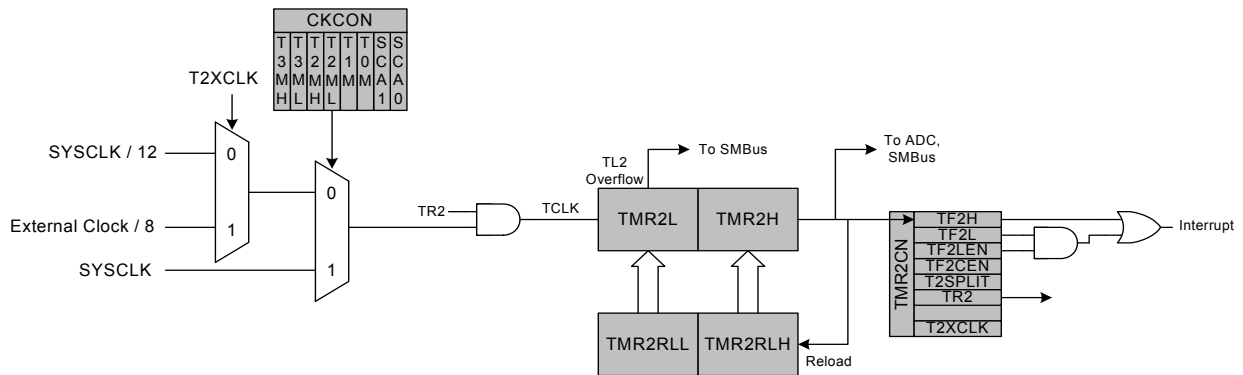 CKCON
T3MH
T3ML
T2MH
T2ML
T1M
T0M
SCA1
SCA0
T2XCLK
SYSCLK / 12
0
External Clock / 8
1
0
SYSCLK
1
TR2
TCLK
TL2
Overflow
To SMBus
To ADC,
SMBus
TMR2L
TMR2H
TMR2RLL
TMR2RLH
Reload
TMR2CN
TF2H
TF2L
TF2LEN
TF2CEN
T2SPLIT
TR2
T2XCLK
Interrupt